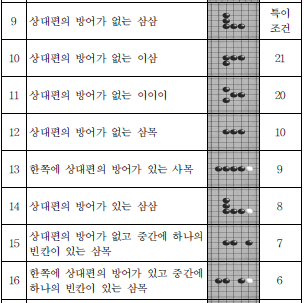 9 상대편의 방어가 없는 삼삼 특이
조건
10 상대편의 방어가 없는 이삼 21
11 상대편의 방어가 없는 이이이 20
12 상대편의 방어가 없는 삼목 10
13 한쪽에 상대편의 방어가 있는 사목 9
14 상대편의 방어가 있는 삼삼 8
15 상대편의 방어가 없고 중간에 하나의 7
빈칸이 있는 삼목
16 한쪽에 상대편의 방어가 있고 중간에 6
하나의 빈칸이 있는 삼목